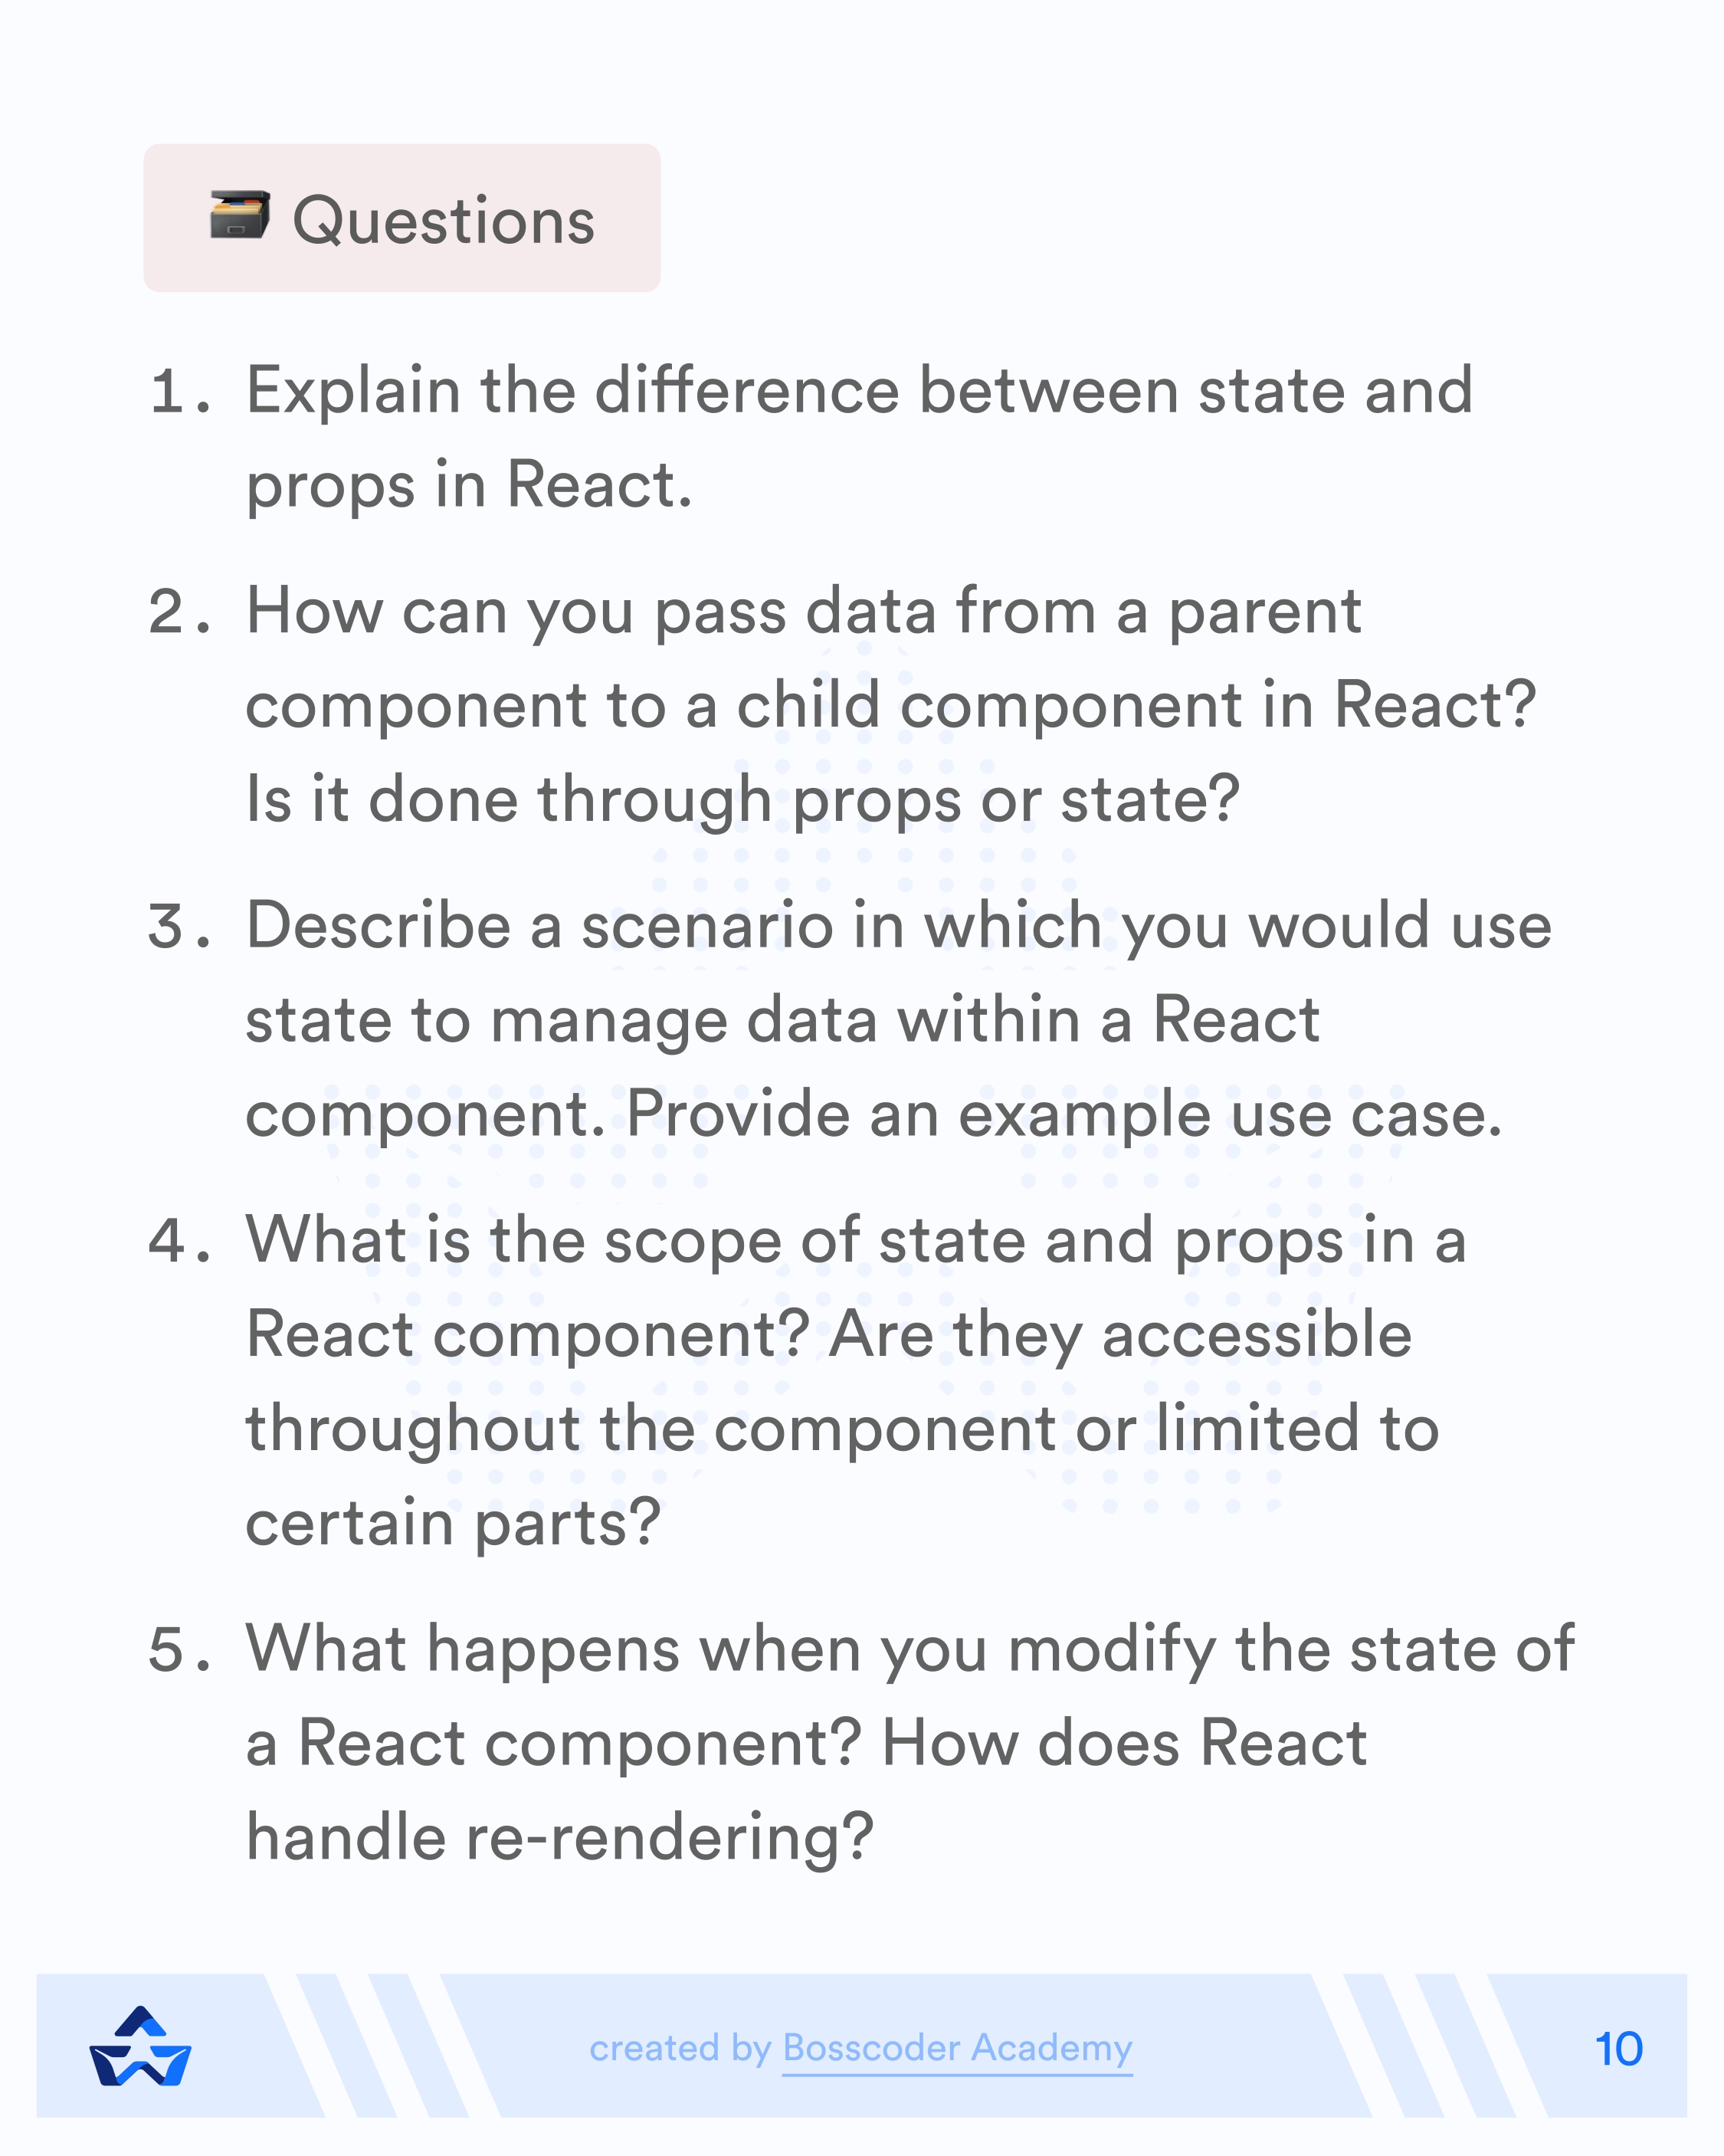 Questions
1. Explain the difference between state and
props in React.
2. How can you pass data from a parent
component to a child component in React?
Is it done through props or state?
3. Describe a scenario in which you would use
state to manage data within a React
component. Provide an example use case.
4. What is the scope of state and props in a
React component? Are they accessible
throughout the component or limited to
certain parts?
5. What happens when you modify the state of
a React component? How does React
handle re-rendering?
created by Bosscoder Academy
10